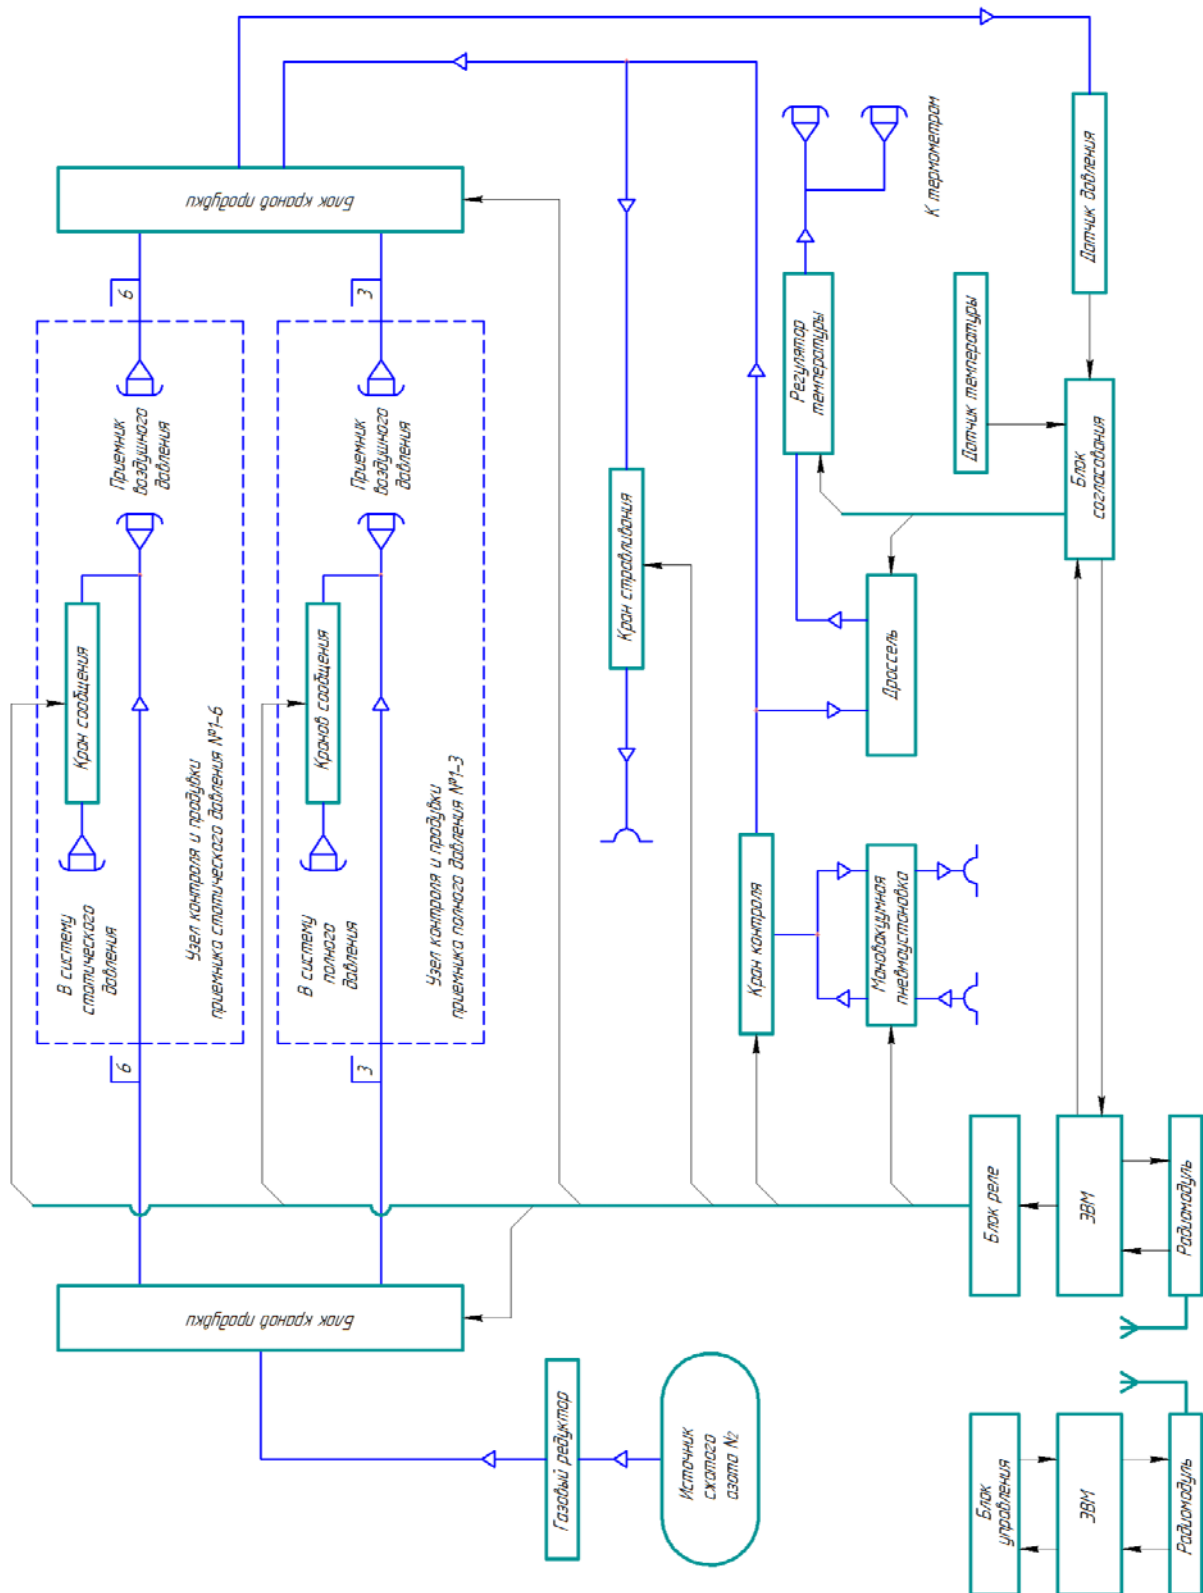 Блок кранов продувки
6
3
Приемник
воздушного
давления
Приемник
воздушного
давления
Кран сообщения
Кранов сообщения
В систему
статического
давления
Узел контроля и продувки
приемника статического давления №1-6
В систему
полного
давления
Узел контроля и продувки
приемника полного давления №1-3
6
3
Блок кранов продувки
Газовый редуктор
Источник
сжатого
азота N2
Кран стравливания
Кран контроля
Мановакуумная
пневмоустановка
Дроссель
Регулятор
температуры
К термометром
Датчик температуры
Датчик давления
Блок
согласования
Блок реле
ЭВМ
Радиомодуль
Блок
управления
ЭВМ
Радиомодуль